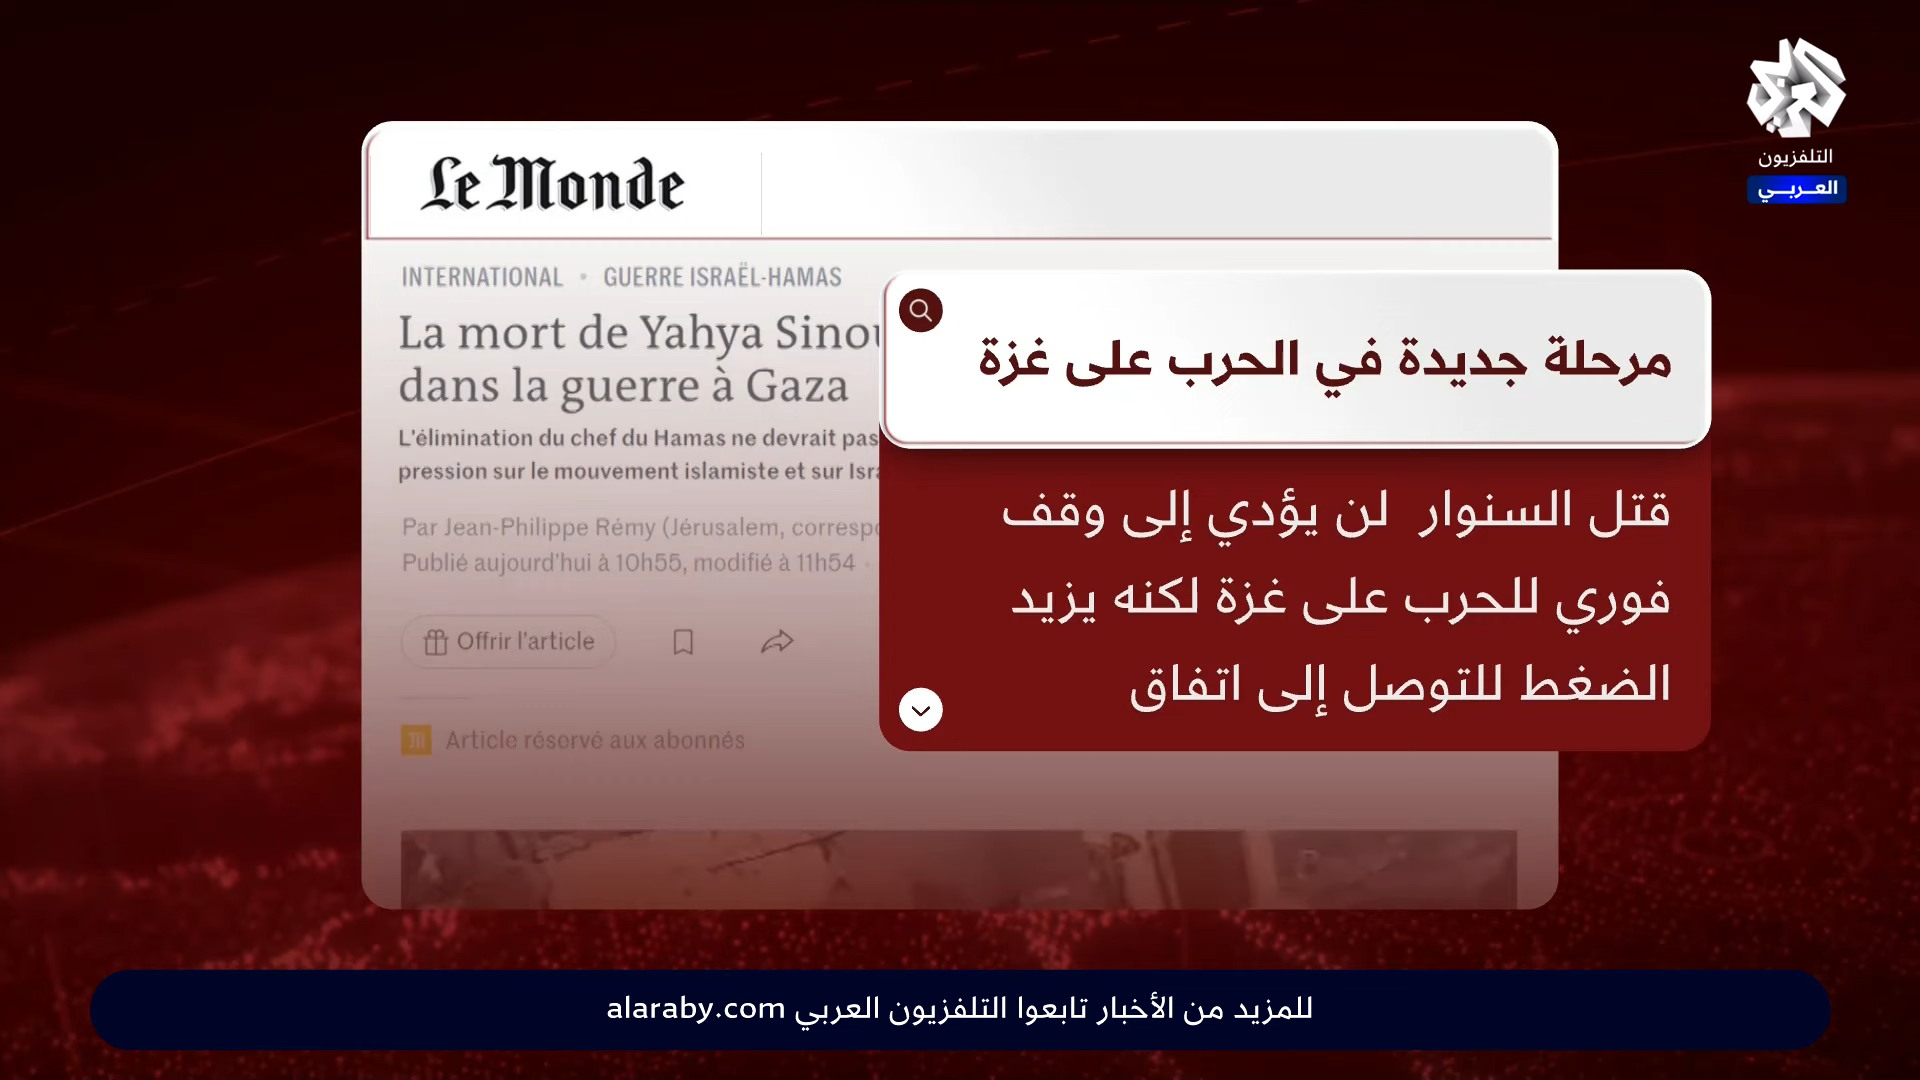 التلفزيون
العربي
Le Monde
INTERNATIONAL • GUERRE ISRAËL-HAMAS
La mort de Yahya
dans la guerre à Gaza
L'élimination du chef du Hamas ne devrait pas
pression sur le mouvement islamiste et sur
Par Jean-Philippe Rémy (Jérusalem,
Publié aujourd'hui à 10h55, modifié à 11h54
Offrir l'article
Article réservé aux abonnés
مرحلة جديدة في الحرب على غزة
قتل السنوار لن يؤدي إلى وقف
فوري للحرب على غزة لكنه يزيد
الضغط للتوصل إلى اتفاق
للمزيد من الأخبار تابعوا التلفزيون العربي alaraby.com